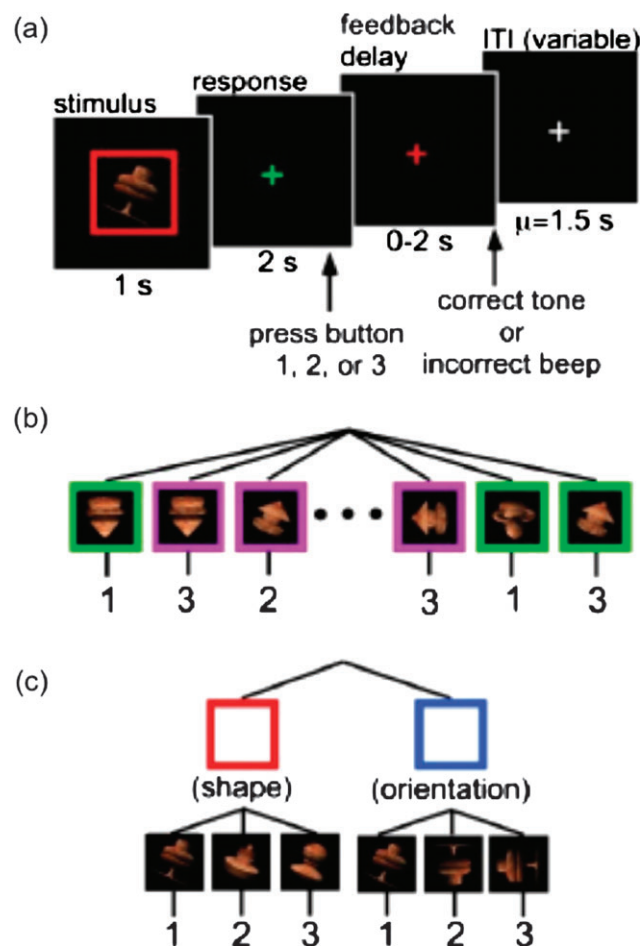 (a)
feedback
delay
ITI (variable)
response
stimulus
1 s
2 s
0-2 s
μ=1.5 s
press button
1, 2, or 3
correct tone
or
incorrect beep
(b)
1 3 2 3 1 3
(c)
(shape) (orientation)
1 2 3 1 2 3